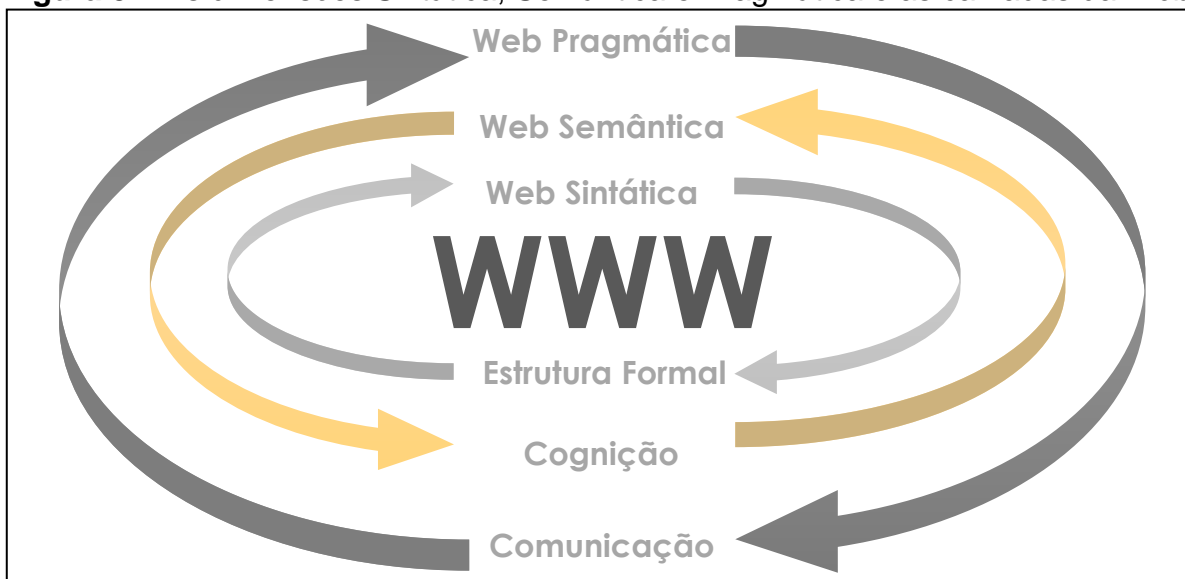 Web Pragmática
Web Semântica
Web Sintática
WWW
Estrutura Formal
Cognição
Comunicação